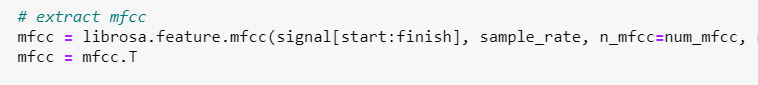 # extract mfcc
mfcc = librosa.feature.mfcc(signal[start:finish], sample_rate, n_mfcc=num_mfcc,
mfcc = mfcc.T